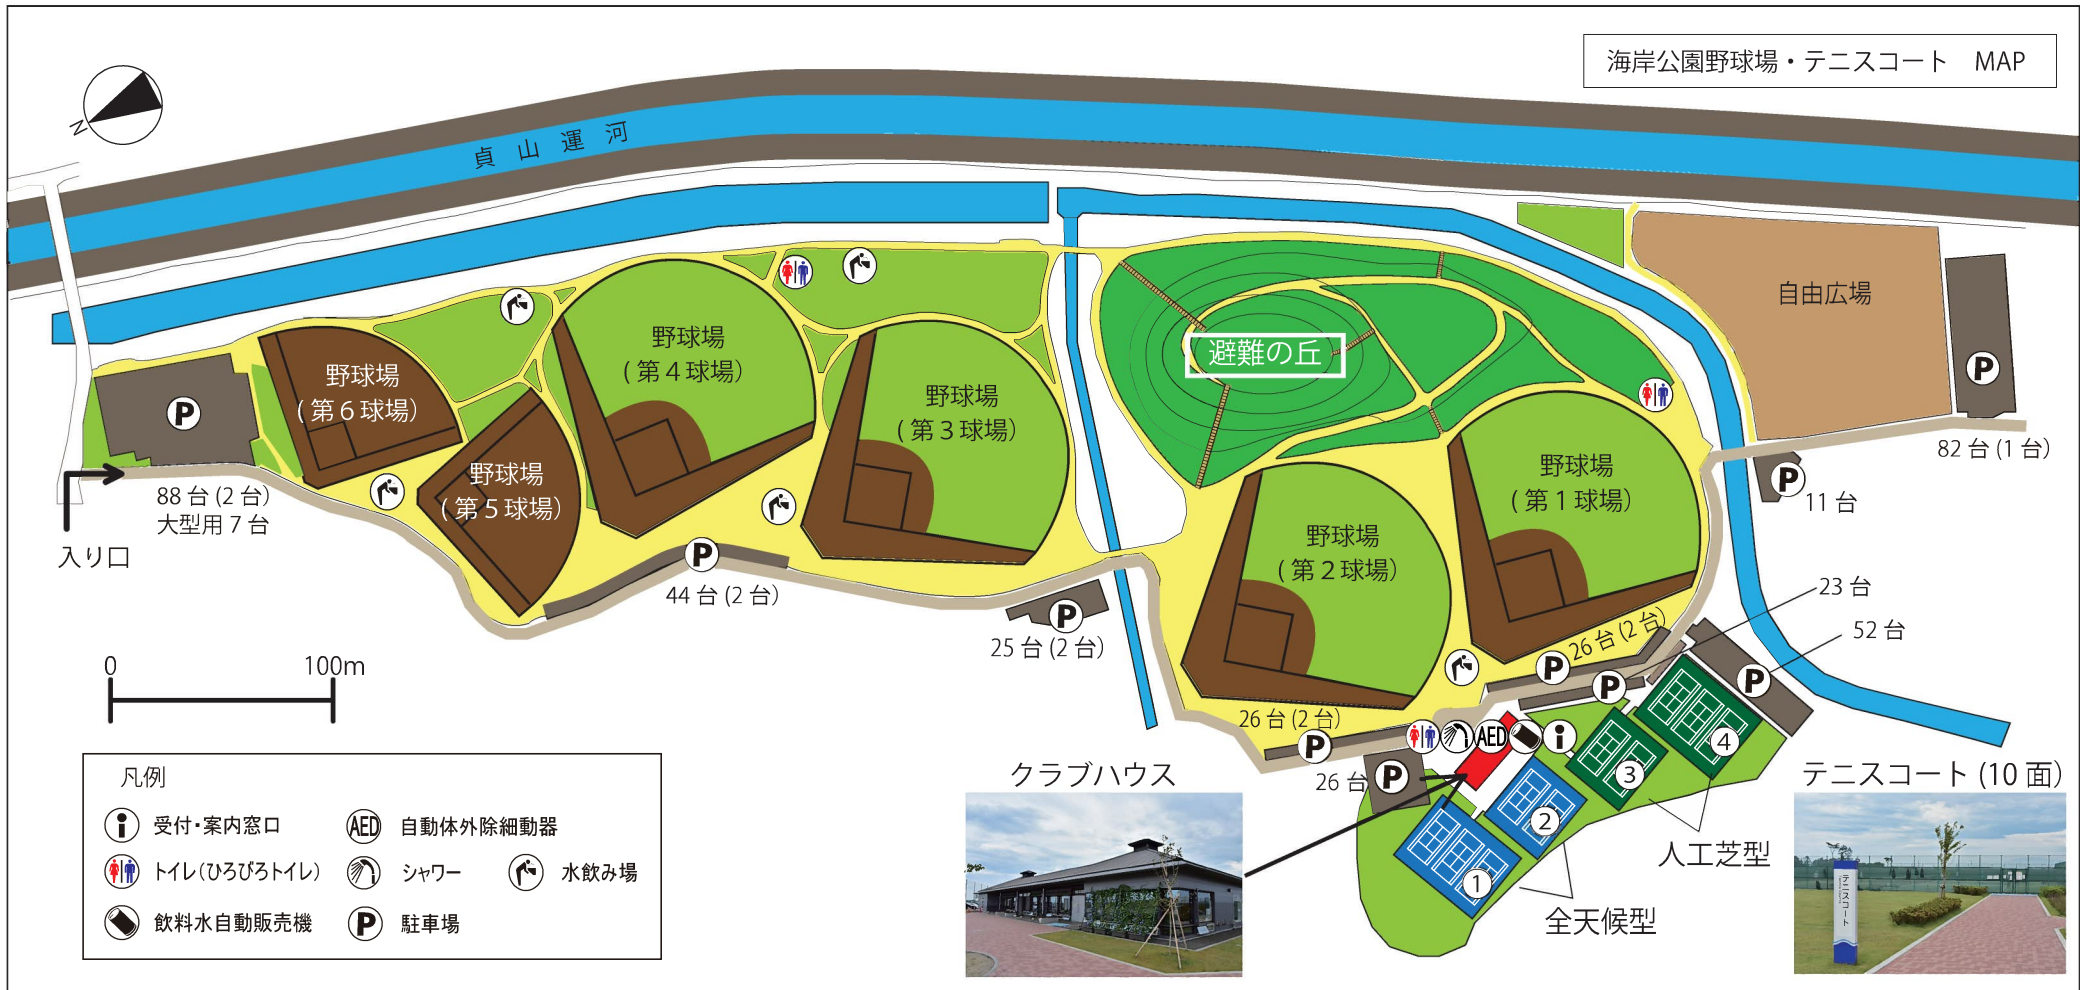 海岸公園野球場・テニスコート　MAP
N
貞山運河
自由広場
避難の丘
野球場
(第4球場)
野球場
(第6球場)
野球場
(第3球場)
野球場
(第5球場)
野球場
(第1球場)
野球場
(第2球場)
P
88台(2台)
大型用7台
入り口
P
44台(2台)
P
25台(2台)
P
82台(1台)
P
11台
23台
52台
26台(2台)
P
P
P
26台(2台)
P
26台
P
AED
i
0
100m
クラブハウス
テニスコート(10面)
テニスコート
①
②
③
④
人工芝型
全天候型
凡例
i 受付・案内窓口
AED 自動体外除細動器
トイレ(ひろびろトイレ)
シャワー
水飲み場
飲料水自動販売機
P 駐車場